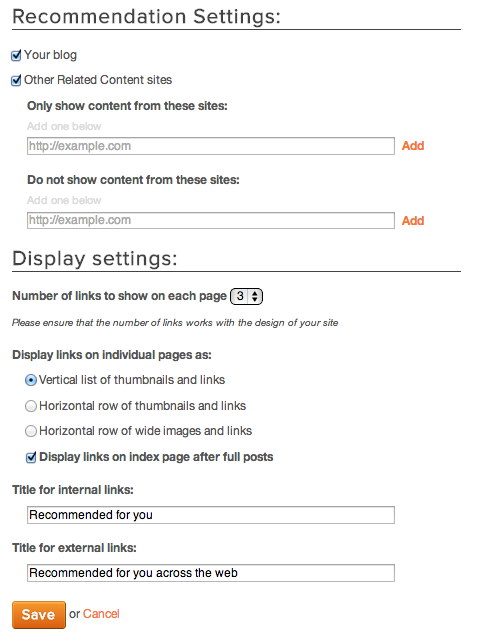 Recommendation Settings:
Your blog
Other Related Content sites
Only show content from these sites:
Add one below
http://example.com Add
Do not show content from these sites:
Add one below
http://example.com Add
Display settings:
Number of links to show on each page 3
Please ensure that the number of links works with the design of your site
Display links on individual pages as:
Vertical list of thumbnails and links
Horizontal row of thumbnails and links
Horizontal row of wide images and links
Display links on index page after full posts
Title for internal links:
Recommended for you
Title for external links:
Recommended for you across the web
Save or Cancel